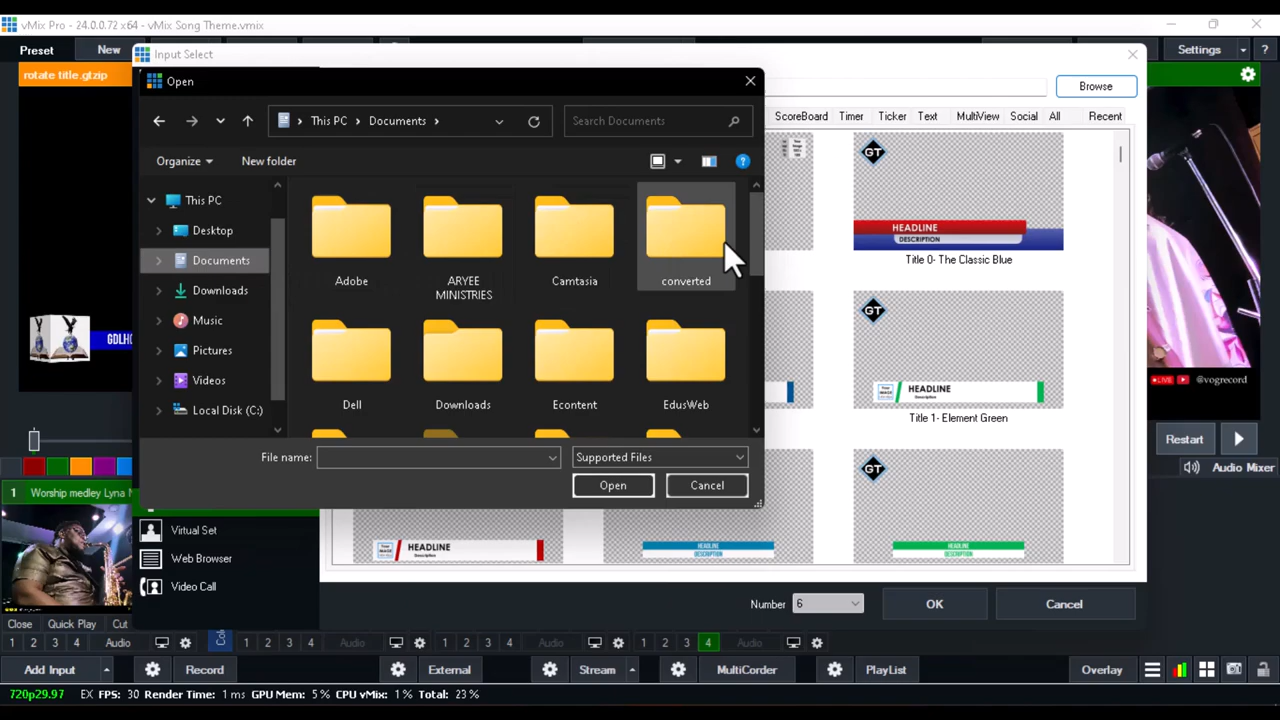 vMix Pro - 24.0.0.72 x64 - vMix Song Theme.vmix
Preset
New
Settings
?
Input Select
rotate title.gtzip
Open
Browse
This PC
Documents
Search Documents
ScoreBoard
Timer
Ticker
Text
MultiView
Social
All
Recent
Organize
New folder
This PC
Desktop
Documents
Downloads
Music
Pictures
Videos
Local Disk (C:)
Adobe
ARYEE
MINISTRIES
Camtasia
converted
Dell
Downloads
Econtent
EdusWeb
GT
HEADLINE
DESCRIPTION
Title 0- The Classic Blue
GT
HEADLINE
Description
Title 1- Element Green
GT
HEADLINE
Description
HEADLINE
DESCRIPTION
HEADLINE
DESCRIPTION
File name:
Supported Files
Open
Cancel
GDLHO
LIVE
@vogrecord
Restart
Audio Mixer
1
Worship medley Lyna
Virtual Set
Web Browser
Video Call
Number
6
OK
Cancel
Close
Quick Play
Cut
1 2 3 4 Audio
1 2 3 4 Audio
1 2 3 4 Audio
1 2 3 4 Audio
Add Input
Record
External
Stream
MultiCorder
PlayList
Overlay
720p29.97 EX FPS: 30 Render Time: 1 ms GPU Mem: 5 % CPU vMix: 1 % Total: 23 %